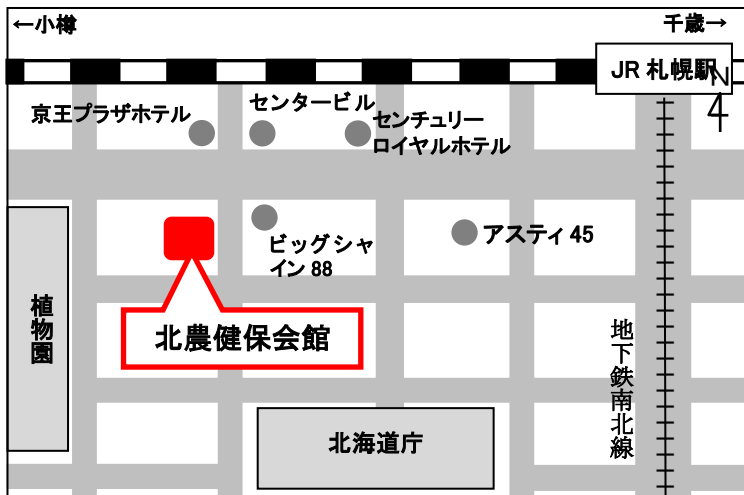 ←小樽
千歳→
JR 札幌駅
N
京王プラザホテル
センタービル
センチュリー
ロイヤルホテル
ビッグシャ
イン 88
アスティ 45
植物園
北農健保会館
地下鉄南北線
北海道庁